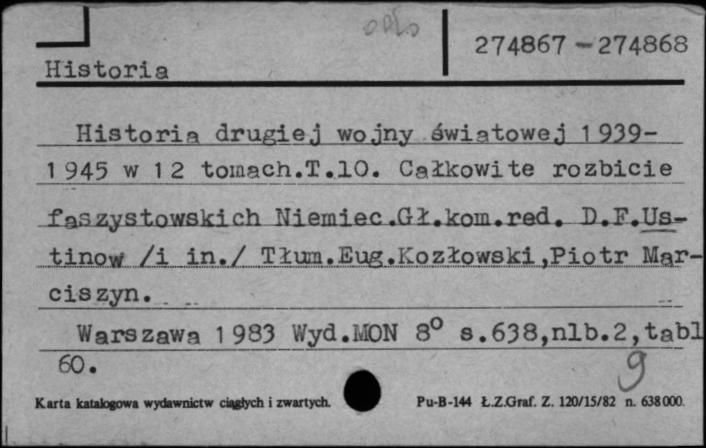 274867 - 274868
Historia
Historia drugiej wojny światowej 1939-
1945 w 12 tomach.T.10. Całkowite rozbicie
faszystowskich Niemiec.Gł.kom.red. D.F.Us-
tinow /i in./ Tłum.Eug.Kozłowski,Piotr Mar-
ciszyn.
Warszawa 1983 Wyd.MON 8° s.638,nlb.2,tabl
60.
9
Karta katalogowa wydawnictw ciągłych i zwartych.
Pu-B-144 Ł.Z.Graf. Z. 120/15/82 n. 638000.